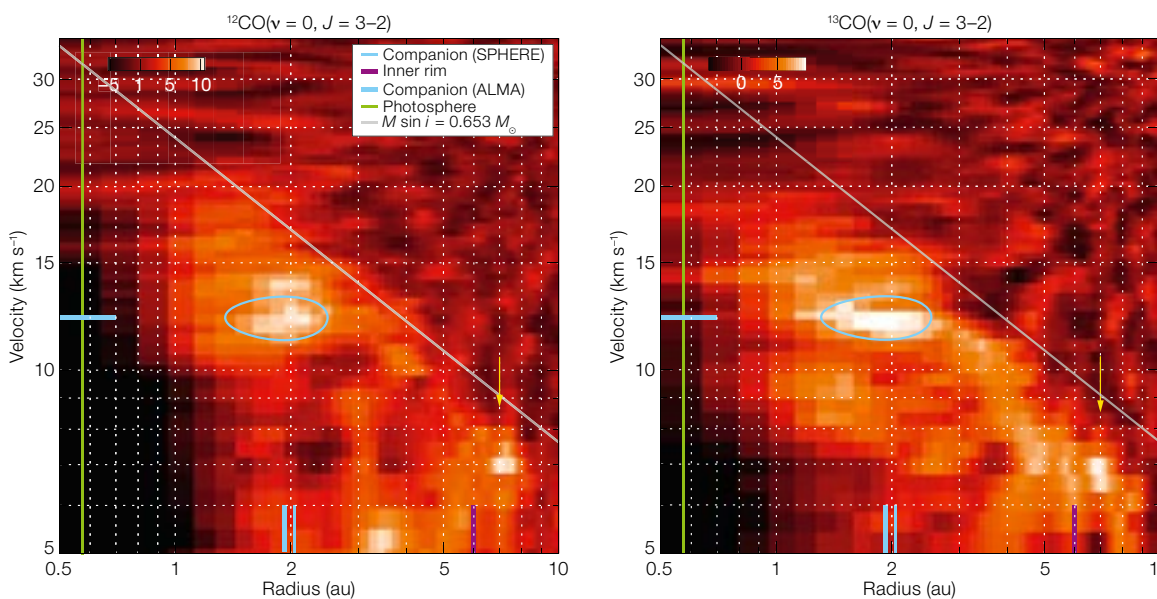 ¹²CO(ν = 0, J = 3–2)
30
25
20
15
10
5
Velocity (km s⁻¹)
−5 1 5 10
Companion (SPHERE)
Inner rim
Companion (ALMA)
Photosphere
M sin i = 0.653 M☉
0.5 1 2 5 10
Radius (au)
¹³CO(ν = 0, J = 3–2)
30
25
20
15
10
5
Velocity (km s⁻¹)
0 5
0.5 1 2 5 1
Radius (au)